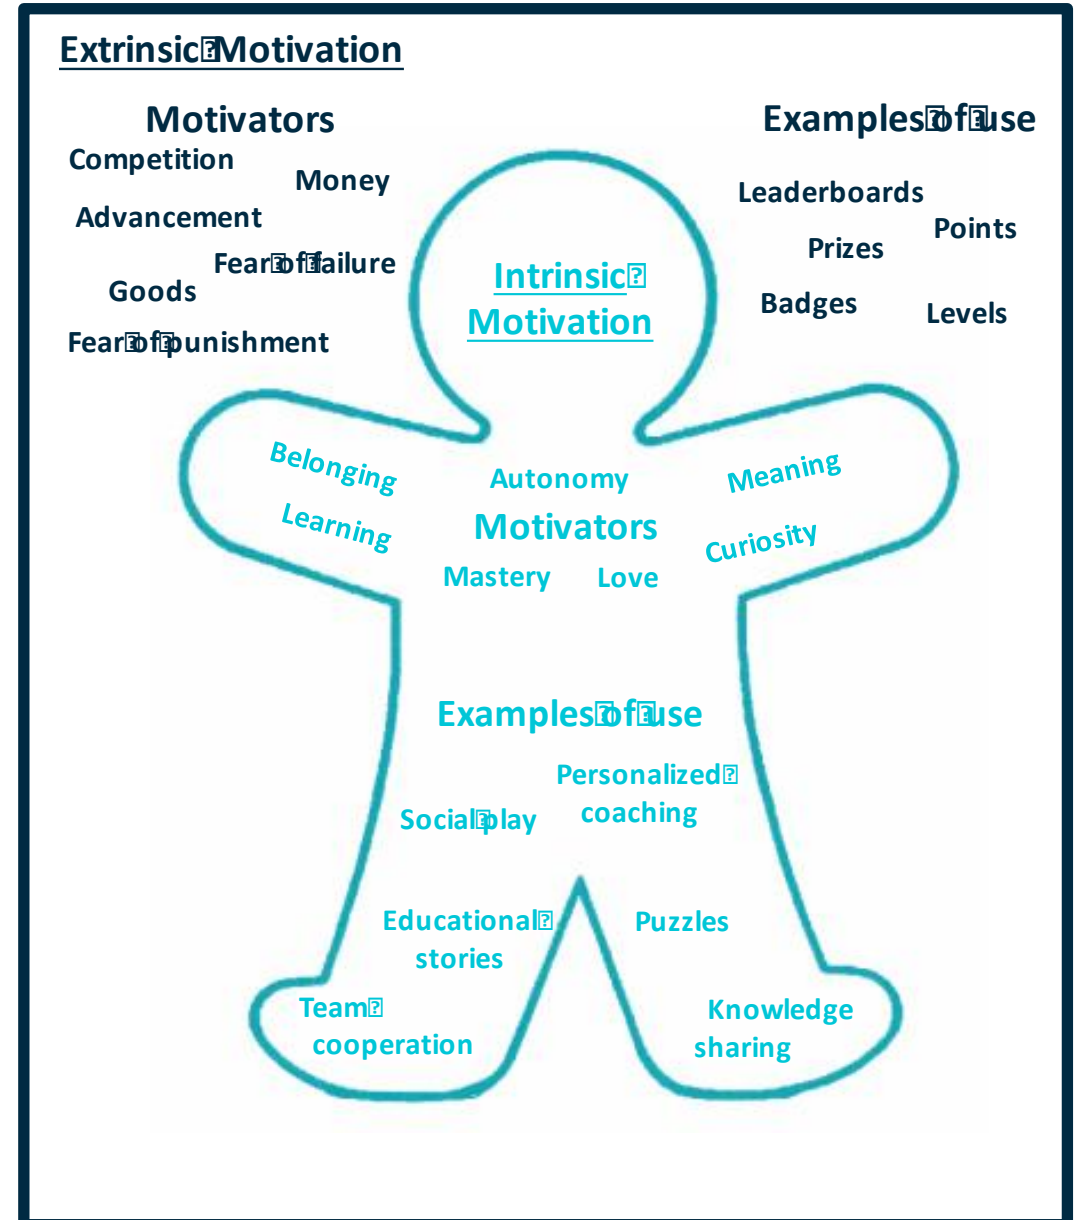 Extrinsic Motivation
Motivators
Competition
Money
Advancement
Fear of failure
Goods
Fear of punishment
Examples of use
Leaderboards
Points
Prizes
Badges
Levels
Intrinsic
Motivation
Belonging
Learning
Autonomy
Motivators
Mastery
Love
Meaning
Curiosity
Examples of use
Personalized
coaching
Social play
Educational
stories
Puzzles
Team
cooperation
Knowledge
sharing